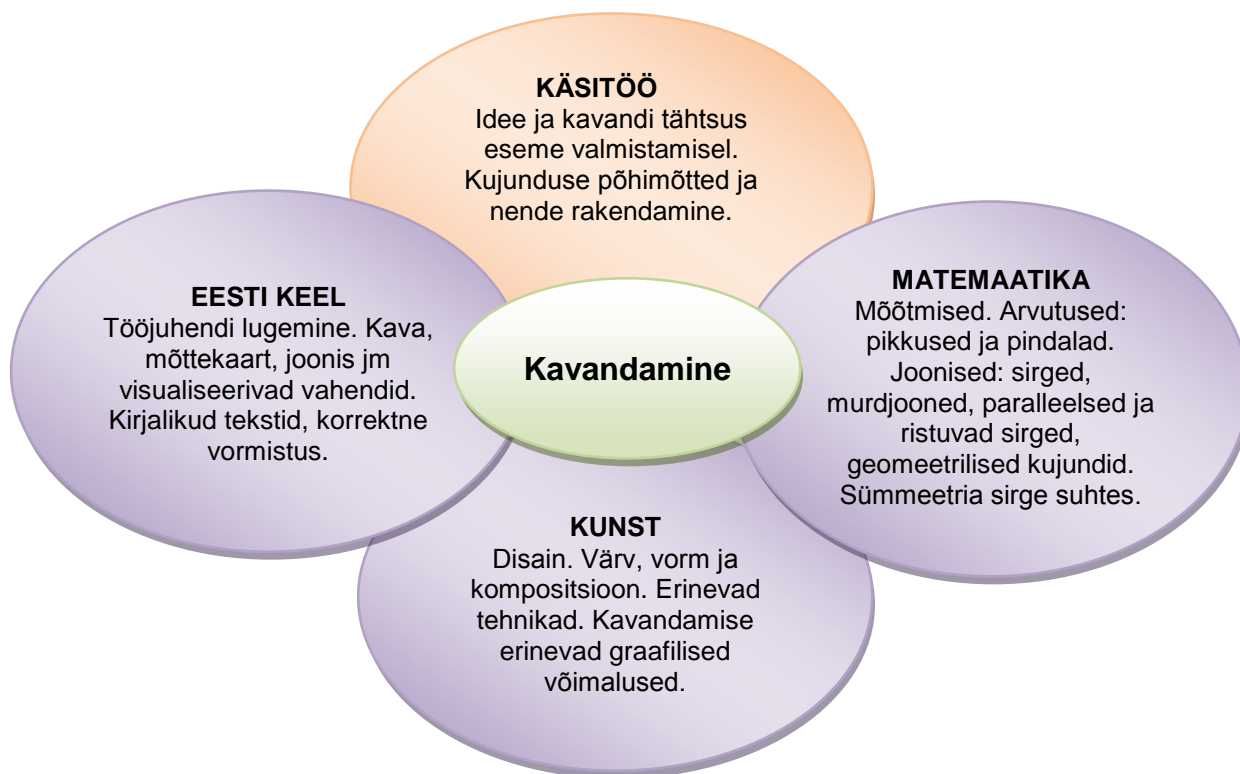 KÄSITÖÖ
Idee ja kavandi tähtsus
eseme valmistamisel.
Kujunduse põhimõtted ja
nende rakendamine.
EESTI KEEL
Tööjuhendi lugemine. Kava,
mõttekaart, joonis jm
visualiseerivad vahendid.
Kirjalikud tekstid, korrektne
vormistus.
Kavandamine
MATEMAATIKA
Mõõtmised. Arvutused:
pikkused ja pindalad.
Joonised: sirged,
murdjooned, paralleelsed ja
ristuvad sirged,
geomeetrilised kujundid.
Sümmeetria sirge suhtes.
KUNST
Disain. Värv, vorm ja
kompositsioon. Erinevad
tehnikad. Kavandamise
erinevad graafilised
võimalused.